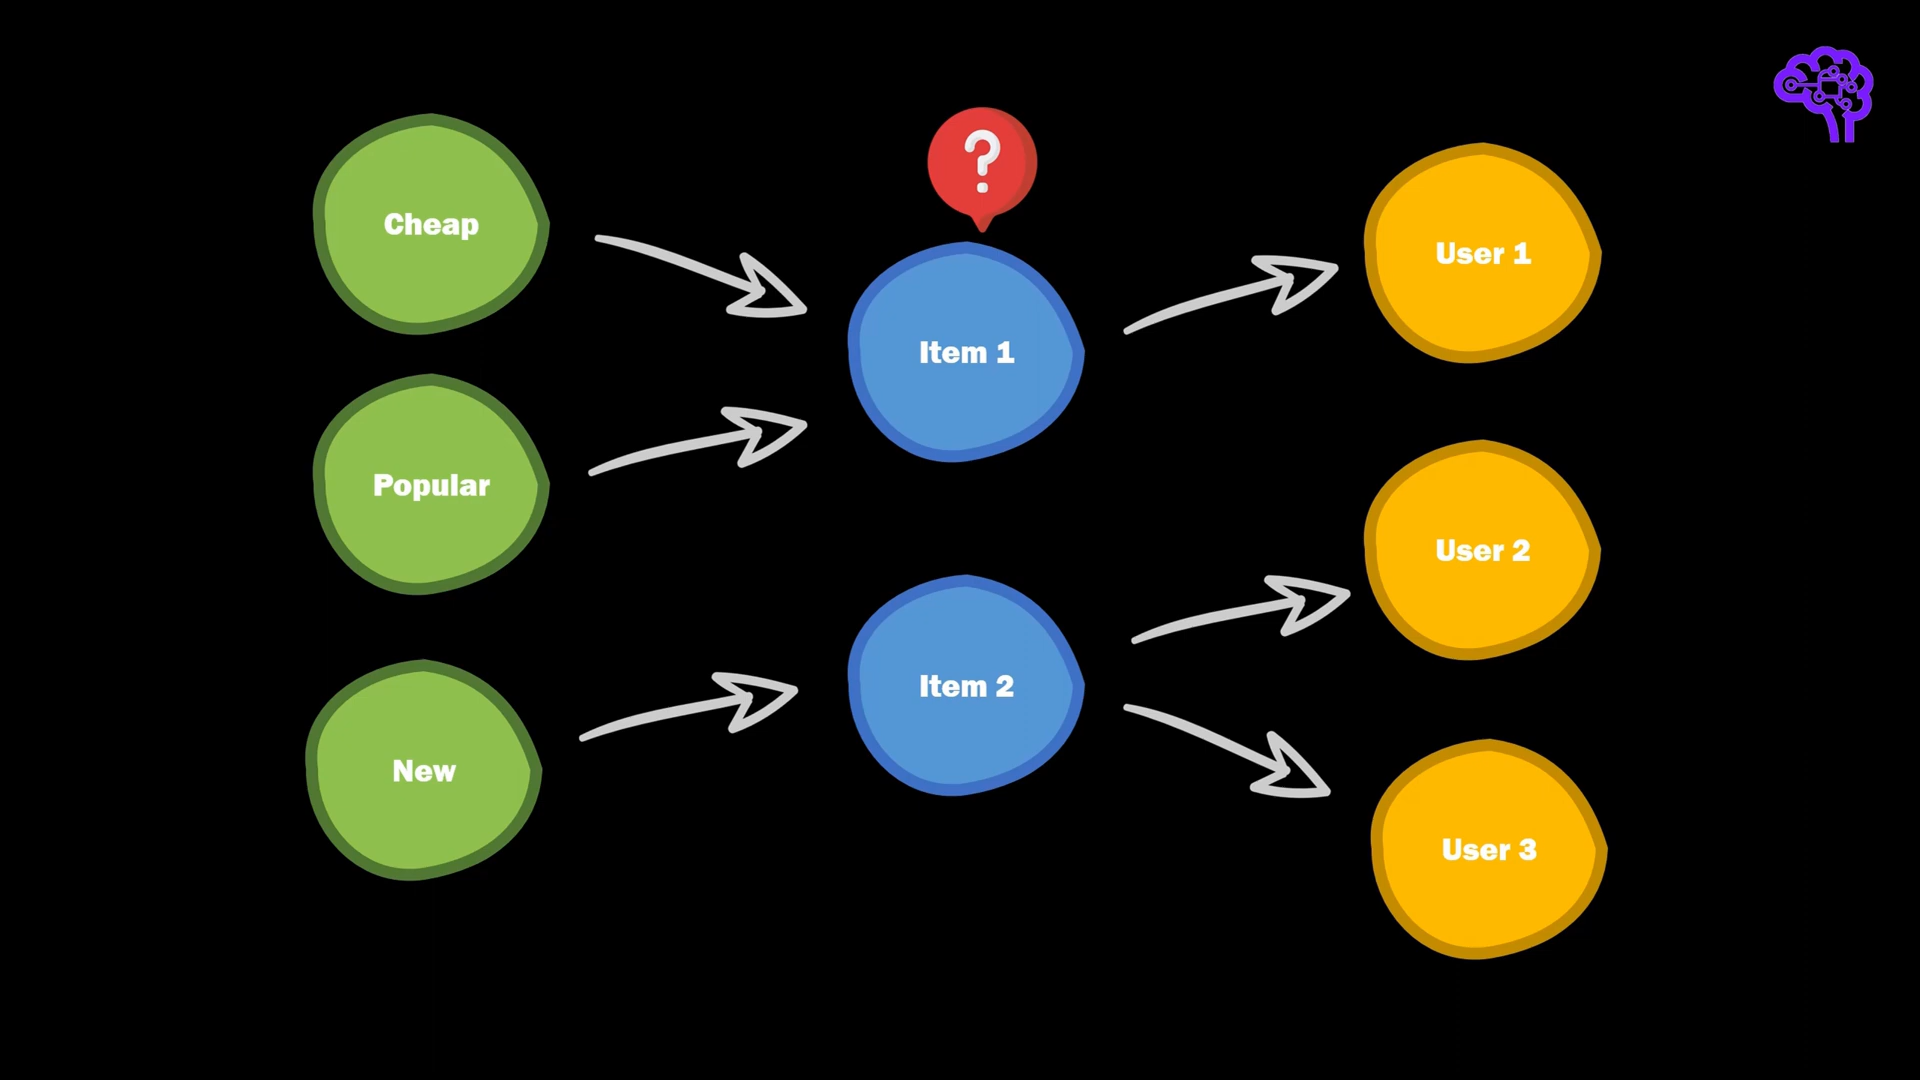 Cheap
Popular
New
?
Item 1
Item 2
User 1
User 2
User 3